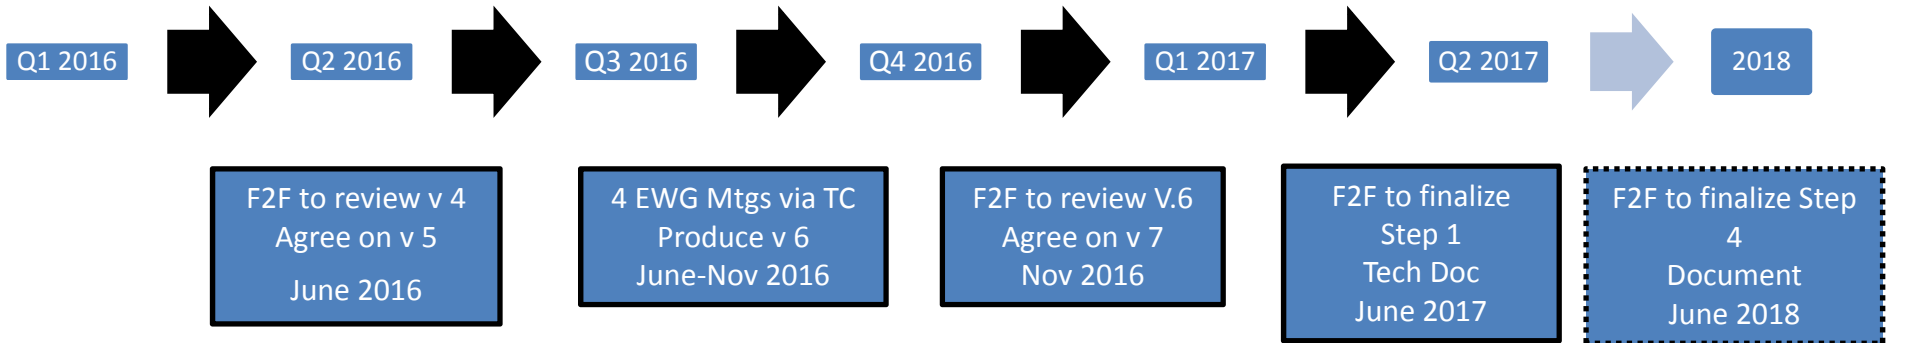 Q1 2016
Q2 2016
Q3 2016
Q4 2016
Q1 2017
Q2 2017
2018
F2F to review v 4
Agree on v 5
June 2016
4 EWG Mtgs via TC
Produce v 6
June-Nov 2016
F2F to review V.6
Agree on v 7
Nov 2016
F2F to finalize
Step 1
Tech Doc
June 2017
F2F to finalize Step
4
Document
June 2018